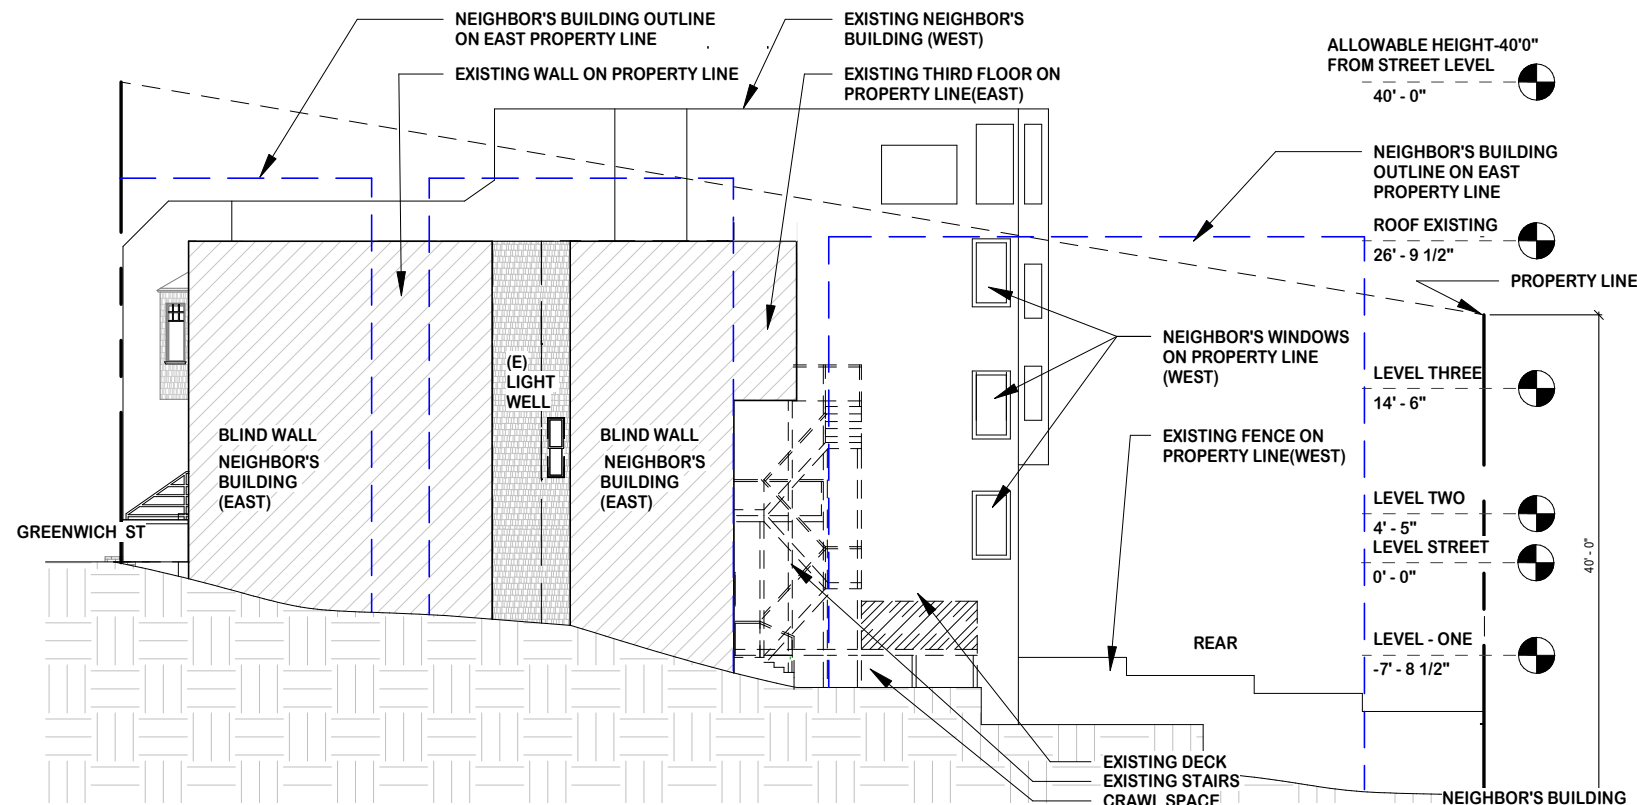 NEIGHBOR'S BUILDING OUTLINE
ON EAST PROPERTY LINE
EXISTING WALL ON PROPERTY LINE
EXISTING NEIGHBOR'S
BUILDING (WEST)
EXISTING THIRD FLOOR ON
PROPERTY LINE(EAST)
ALLOWABLE HEIGHT-40'0"
FROM STREET LEVEL
40' - 0"
NEIGHBOR'S BUILDING
OUTLINE ON EAST
PROPERTY LINE
ROOF EXISTING
26' - 9 1/2"
PROPERTY LINE
NEIGHBOR'S WINDOWS
ON PROPERTY LINE
(WEST)
LEVEL THREE
14' - 6"
(E)
LIGHT
WELL
BLIND WALL
NEIGHBOR'S
BUILDING
(EAST)
BLIND WALL
NEIGHBOR'S
BUILDING
(EAST)
EXISTING FENCE ON
PROPERTY LINE(WEST)
LEVEL TWO
4' - 5"
LEVEL STREET
0' - 0"
40' - 0"
GREENWICH ST
REAR
LEVEL - ONE
-7' - 8 1/2"
EXISTING DECK
EXISTING STAIRS
CRAWL SPACE
NEIGHBOR'S BUILDING